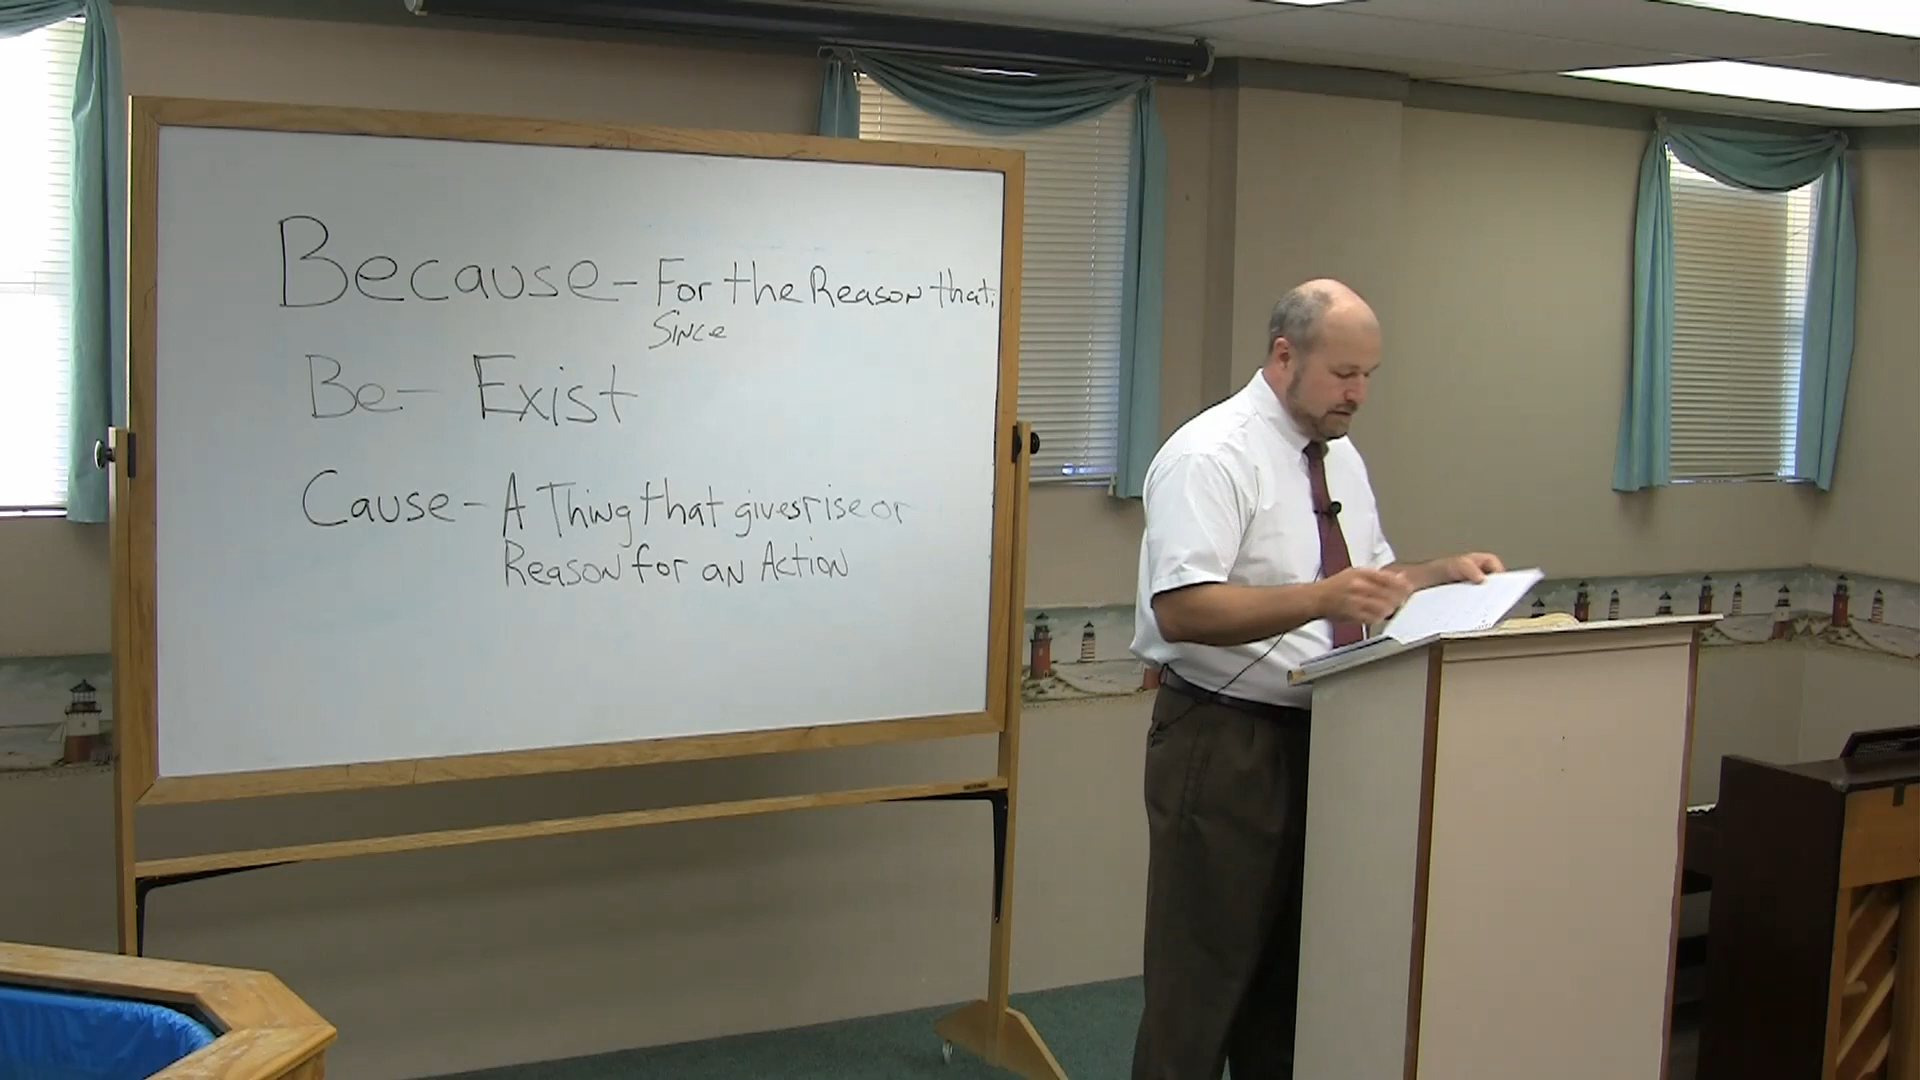 Because - For the Reason that;
Since
Be - Exist
Cause - A Thing that gives rise or
Reason for an Action